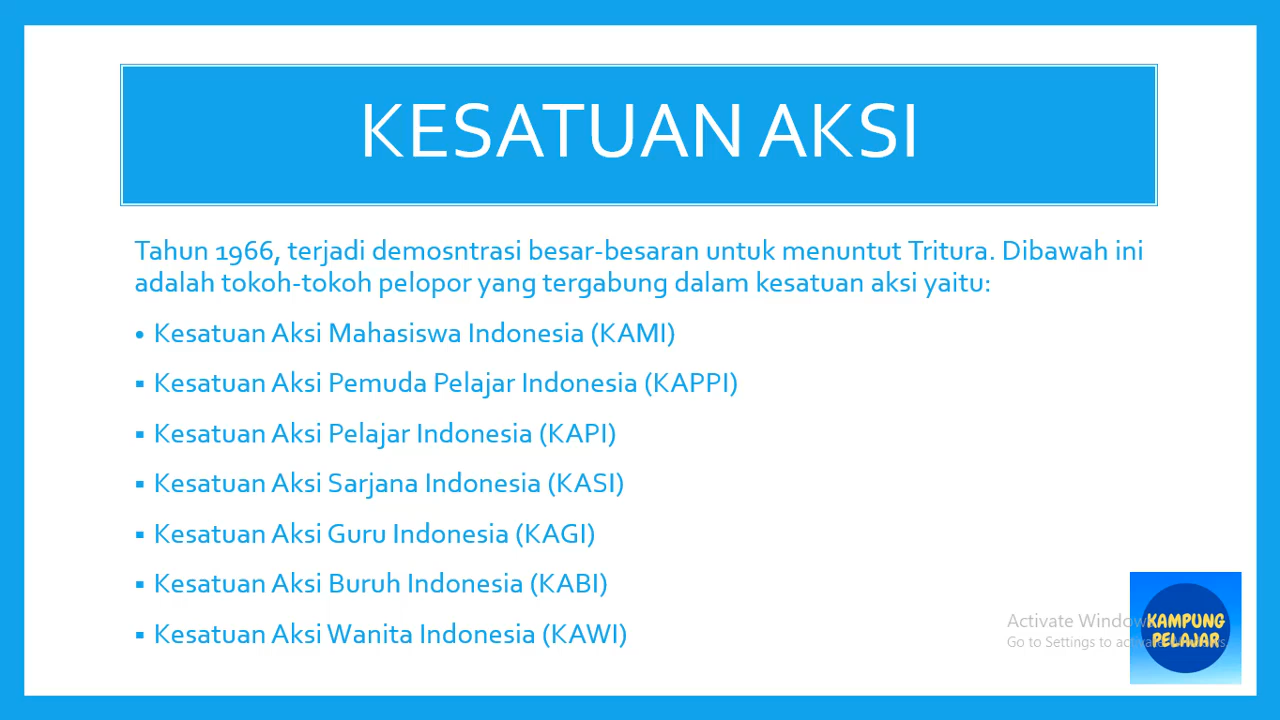 KESATUAN AKSI
Tahun 1966, terjadi demosntrasi besar-besaran untuk menuntut Tritura. Dibawah ini
adalah tokoh-tokoh pelopor yang tergabung dalam kesatuan aksi yaitu:
• Kesatuan Aksi Mahasiswa Indonesia (KAMI)
▪ Kesatuan Aksi Pemuda Pelajar Indonesia (KAPPI)
▪ Kesatuan Aksi Pelajar Indonesia (KAPI)
▪ Kesatuan Aksi Sarjana Indonesia (KASI)
▪ Kesatuan Aksi Guru Indonesia (KAGI)
▪ Kesatuan Aksi Buruh Indonesia (KABI)
▪ Kesatuan Aksi Wanita Indonesia (KAWI)
Activate Window
Go to Settings to
KAMPUNG
PELAJAR